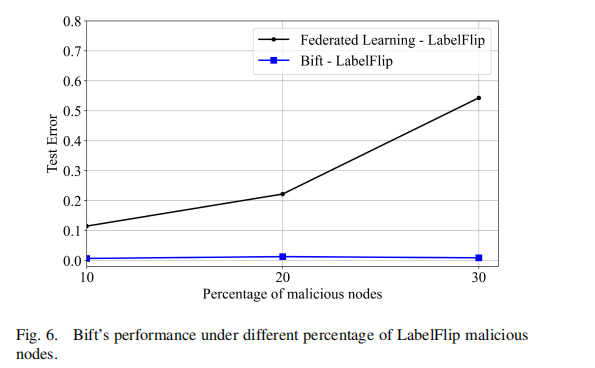 0.8
Federated Learning - LabelFlip
0.7
Bift - LabelFlip
0.6
0.5
0.4
0.3
0.2
0.1
0.0
Test Error
10
20
30
Percentage of malicious nodes
Fig. 6. Bift's performance under different percentage of LabelFlip malicious
nodes.